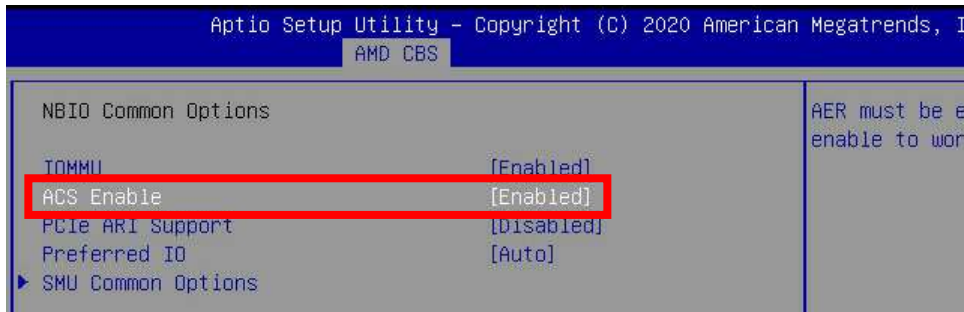 Aptio Setup Utility – Copyright (C) 2020 American Megatrends, I
AMD CBS
NBIO Common Options
AER must be e
enable to wor
IOMMU [Enabled]
ACS Enable [Enabled]
PCIe ARI Support [Disabled]
Preferred IO [Auto]
SMU Common Options